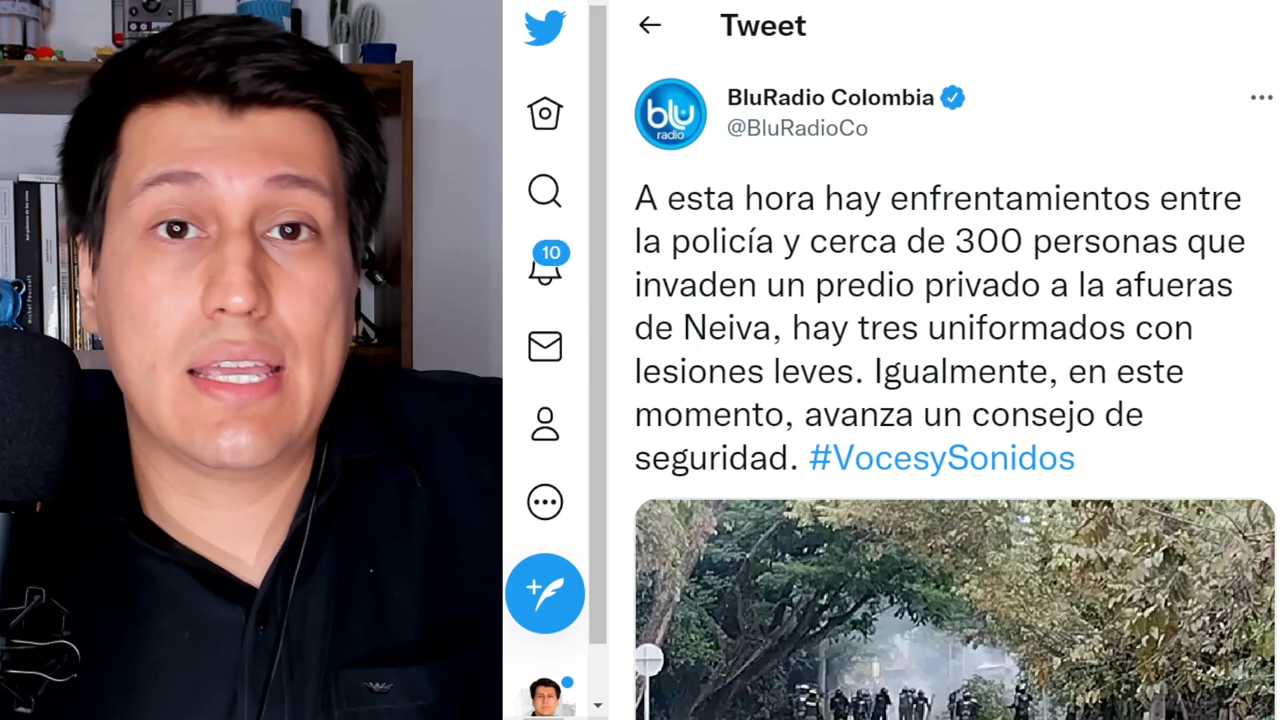 Tweet
blu
radio
BluRadio Colombia
@BluRadioCo
10
A esta hora hay enfrentamientos entre
la policía y cerca de 300 personas que
invaden un predio privado a la afueras
de Neiva, hay tres uniformados con
lesiones leves. Igualmente, en este
momento, avanza un consejo de
seguridad. #VocesySonidos